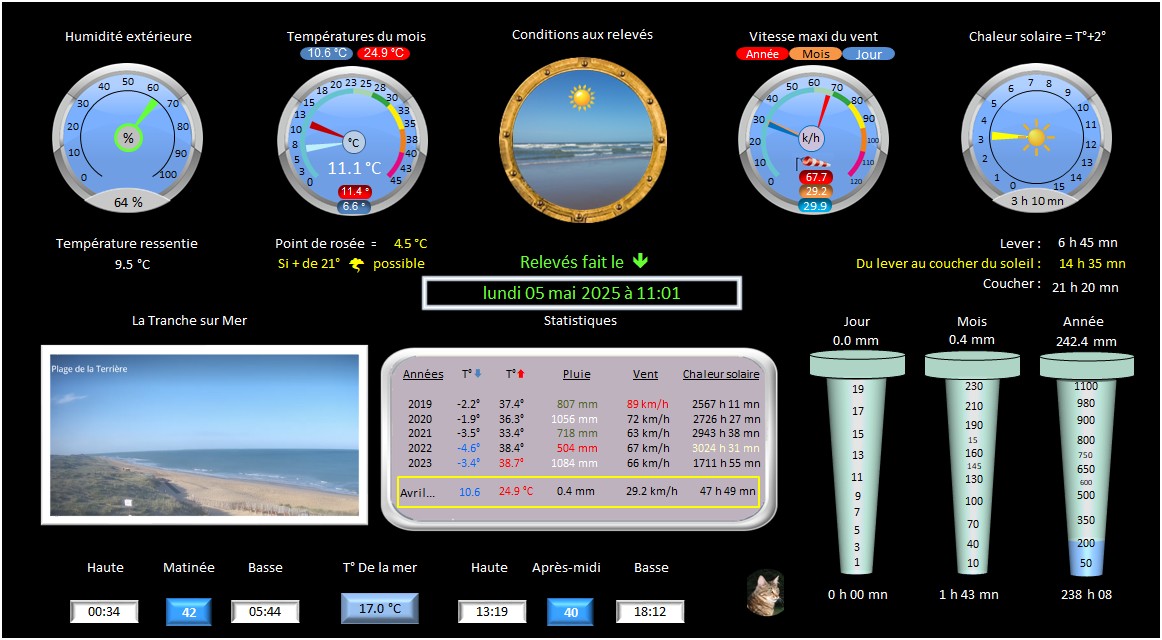 Humidité extérieure
Températures du mois
10.6 °C 24.9 °C
Conditions aux relevés
Vitesse maxi du vent
Année Mois Jour
Chaleur solaire = T°+2°
0 10 20 30 40 50 60 70 80 90 100
%
64 %
0 3 5 8 10 13 15 18 20 23 25 28 30 33 35 38 40 43 45
°C
11.1 °C
11.4 °
6.6 °
0 10 20 30 40 50 60 70 80 90 100 110 120
k/h
67.7
29.2
29.9
0 1 2 3 4 5 6 7 8 9 10 11 12 13 14 15
3 h 10 mn
Température ressentie
9.5 °C
Point de rosée = 4.5 °C
Si + de 21° possible
Relevés fait le
lundi 05 mai 2025 à 11:01
Lever : 6 h 45 mn
Du lever au coucher du soleil : 14 h 35 mn
Coucher : 21 h 20 mn
La Tranche sur Mer
Plage de la Terrière
Statistiques
Années T° T° Pluie Vent Chaleur solaire
2019 -2.2° 37.4° 807 mm 89 km/h 2567 h 11 mn
2020 -1.9° 36.3° 1056 mm 72 km/h 2726 h 27 mn
2021 -3.5° 33.4° 718 mm 63 km/h 2943 h 38 mn
2022 -4.6° 38.4° 504 mm 67 km/h 3024 h 31 mn
2023 -3.4° 38.7° 1084 mm 66 km/h 1711 h 55 mn
Avril... 10.6 24.9 °C 0.4 mm 29.2 km/h 47 h 49 mn
Jour
0.0 mm
19
17
15
13
11
9
7
5
3
1
0 h 00 mn
Mois
0.4 mm
230
210
190
15
160
145
130
100
70
40
10
1 h 43 mn
Année
242.4 mm
1100
980
900
800
750
650
600
500
350
200
50
238 h 08
Haute Matinée Basse T° De la mer Haute Après-midi Basse
00:34 42 05:44 17.0 °C 13:19 40 18:12